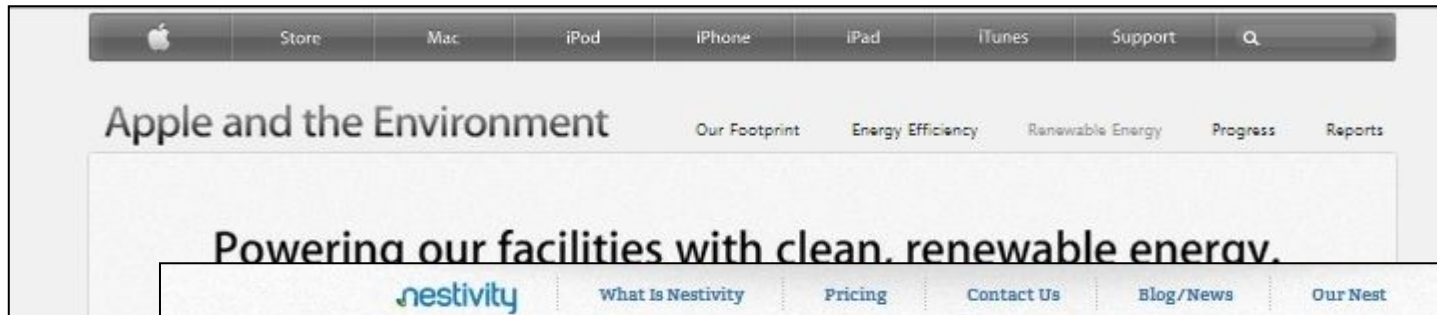 Store Mac iPod iPhone iPad iTunes Support
Apple and the Environment Our Footprint Energy Efficiency Renewable Energy Progress Reports
Powering our facilities with clean, renewable energy.
nestivity What Is Nestivity Pricing Contact Us Blog/News Our Nest